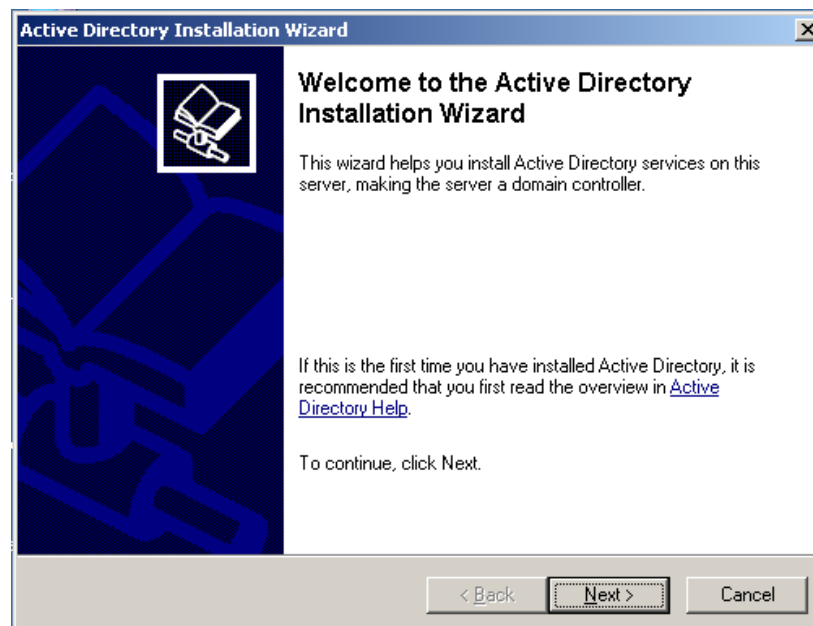 Active Directory Installation Wizard
Welcome to the Active Directory
Installation Wizard
This wizard helps you install Active Directory services on this
server, making the server a domain controller.
If this is the first time you have installed Active Directory, it is
recommended that you first read the overview in Active
Directory Help.
To continue, click Next.
< Back Next > Cancel